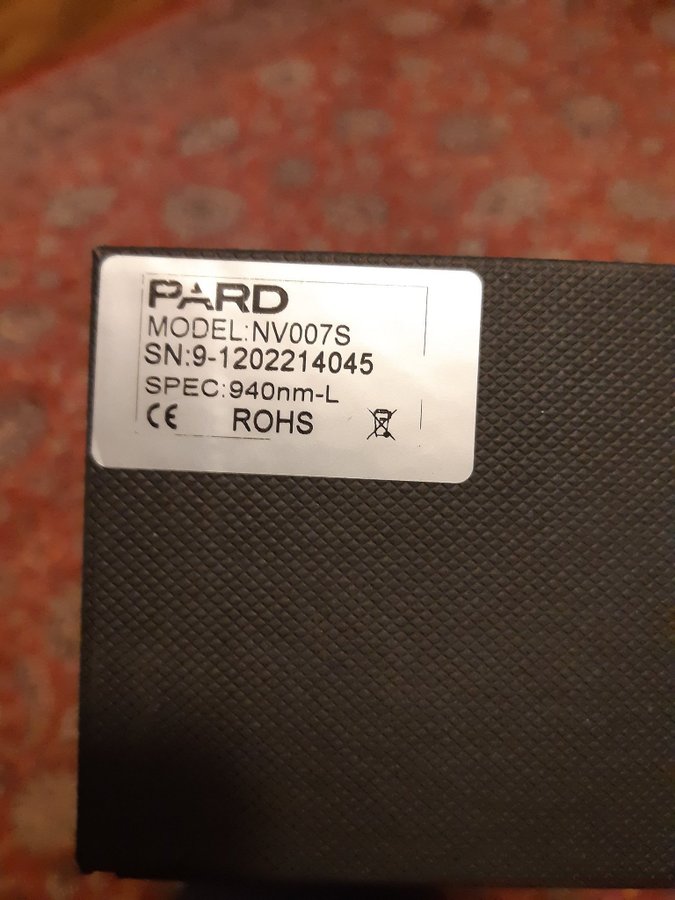 PARD
MODEL:NV007S
SN:9-1202214045
SPEC:940nm-L
CE ROHS